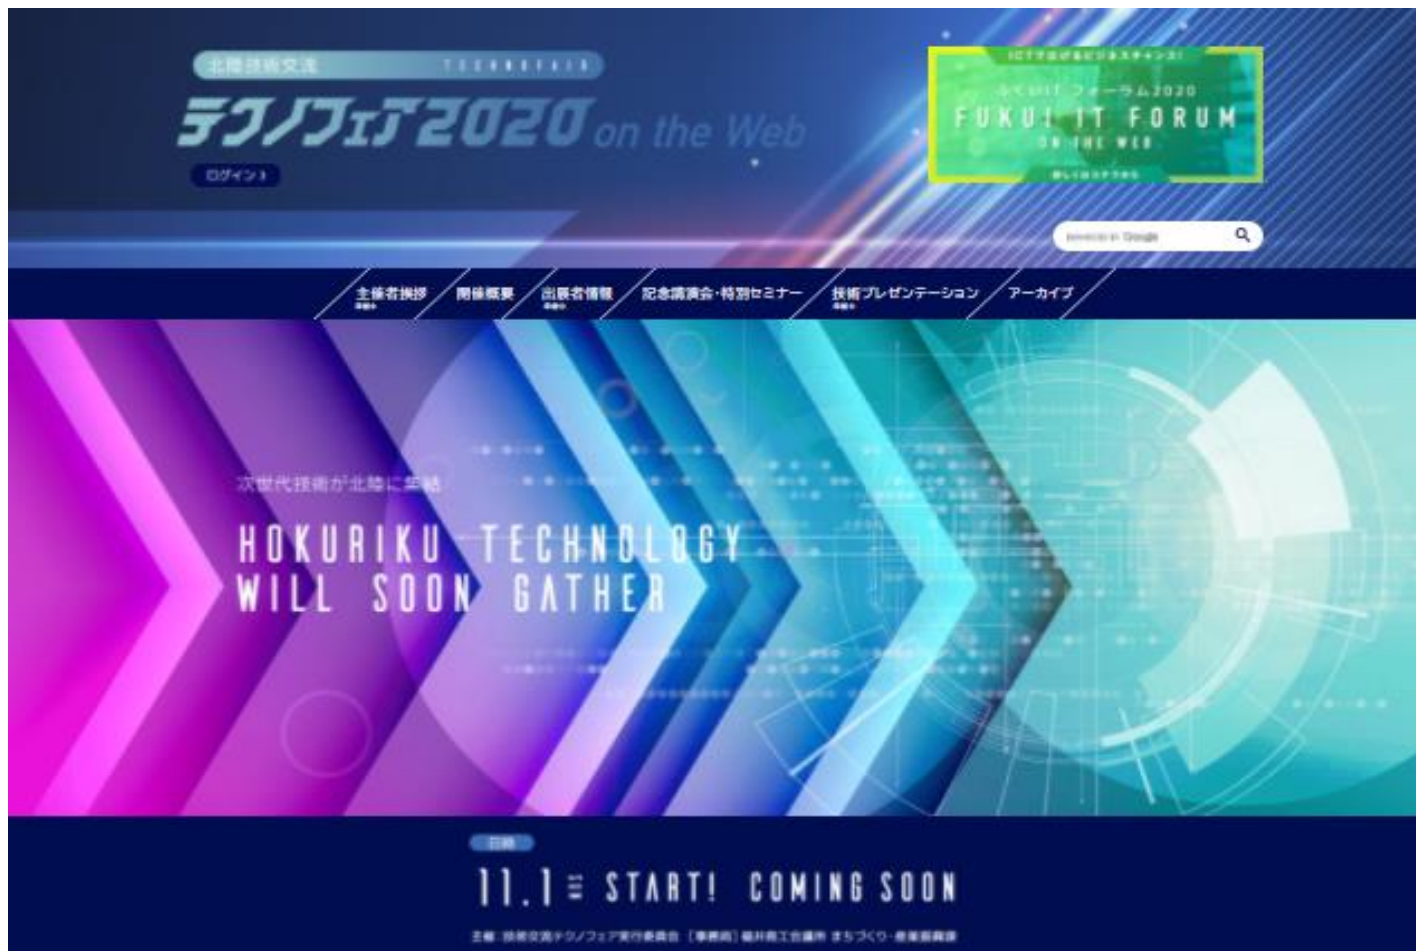 北陸技術交流 TECHNOFAIR
テクノフェア2020 on the Web
ログイン
ICTで広げるビジネスチャンス!
ふくいITフォーラム2020
FUKUI IT FORUM
ON THE WEB
詳しくはコチラから
Google
主催者挨拶 開催概要 出展者情報 記念講演会・特別セミナー 技術プレゼンテーション アーカイブ
次世代技術が北陸に集結
HOKURIKU TECHNOLOGY
WILL SOON GATHER
日時
11.1 START! COMING SOON
主催:技術交流テクノフェア実行委員会 [事務局]福井商工会議所 まちづくり・産業振興課